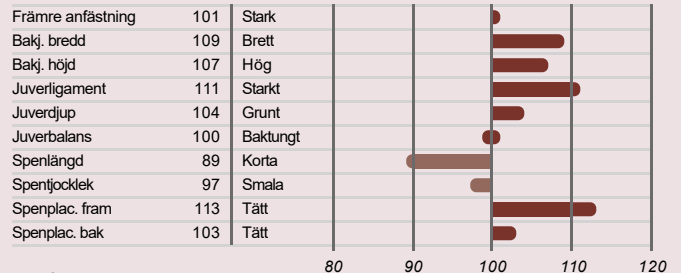 Främre anfästning 101 Stark
Bakj. bredd 109 Brett
Bakj. höjd 107 Hög
Juverligament 111 Starkt
Juverdjup 104 Grunt
Juverbalans 100 Baktungt
Spenlängd 89 Korta
Spentjocklek 97 Smala
Spenplac. fram 113 Tätt
Spenplac. bak 103 Tätt
80 90 100 110 120